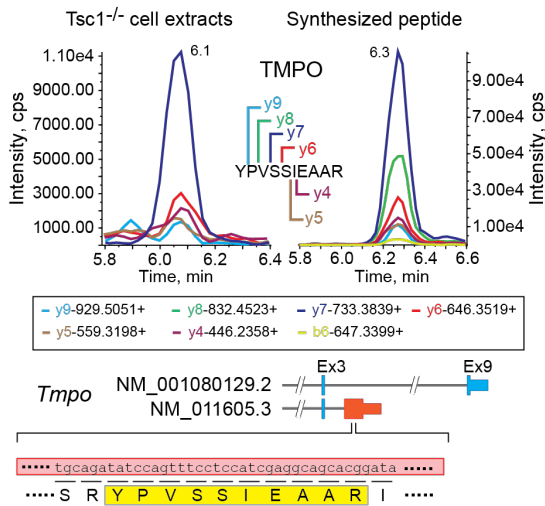 Tsc1-/- cell extracts
Synthesized peptide
Intensity, cps
1.10e4
9000.00
7000.00
5000.00
3000.00
1000.00
6.1
5.8 6.0 6.2 6.4
Time, min
TMPO
y9
y8
y7
y6
YPVSSIEAAR
y4
y5
6.3
9.00e4
7.00e4
5.00e4
3.00e4
1.00e4
Intensity, cps
5.8 6.0 6.2 6.4 6.6
Time, min
y9-929.5051+ y8-832.4523+ y7-733.3839+ y6-646.3519+
y5-559.3198+ y4-446.2358+ b6-647.3399+
Ex3 Ex9
Tmpo
NM_001080129.2
NM_011605.3
tgcagatatccagtttcctccatcgaggcagcacggata
S R Y P V S S I E A A R I